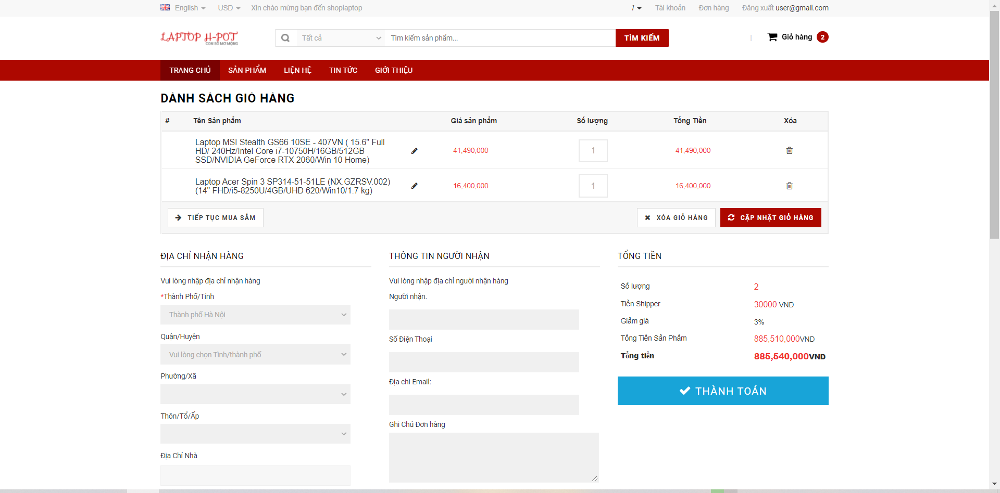 English USD Xin chào mừng bạn đến shoplaptop 1 Tài khoản Đơn hàng Đăng xuất user@gmail.com
LAPTOP H-POT
CON SỐ MƠ MỘNG
Tất cả Tìm kiếm sản phẩm... TÌM KIẾM Giỏ hàng 2
TRANG CHỦ SẢN PHẨM LIỆN HỆ TIN TỨC GIỚI THIỆU
DANH SÁCH GIỎ HÀNG
# Tên Sản phẩm Giá sản phẩm Số lượng Tổng Tiền Xóa
Laptop MSI Stealth GS66 10SE - 407VN ( 15.6" Full
HD/ 240Hz/Intel Core i7-10750H/16GB/512GB
SSD/NVIDIA GeForce RTX 2060/Win 10 Home)
41,490,000 1 41,490,000
Laptop Acer Spin 3 SP314-51-51LE (NX.GZRSV.002)
(14" FHD/i5-8250U/4GB/UHD 620/Win10/1.7 kg)
16,400,000 1 16,400,000
TIẾP TỤC MUA SẮM XÓA GIỎ HÀNG CẬP NHẬT GIỎ HÀNG
ĐỊA CHỈ NHẬN HÀNG
Vui lòng nhập địa chỉ nhận hàng
*Thành Phố/Tỉnh
Thành phố Hà Nội
Quận/Huyện
Vui lòng chọn Tỉnh/thành phố
Phường/Xã
Thôn/Tổ/Ấp
Địa Chỉ Nhà
THÔNG TIN NGƯỜI NHẬN
Vui lòng nhập địa chỉ người nhận hàng
Người nhận.
Số Điện Thoại
Địa chi Email:
Ghi Chú Đơn hàng
TỔNG TIỀN
Số lượng 2
Tiền Shipper 30000 VND
Giảm giá 3%
Tổng Tiền Sản Phẩm 885,510,000VND
Tổng tiền 885,540,000VND
THÀNH TOÁN